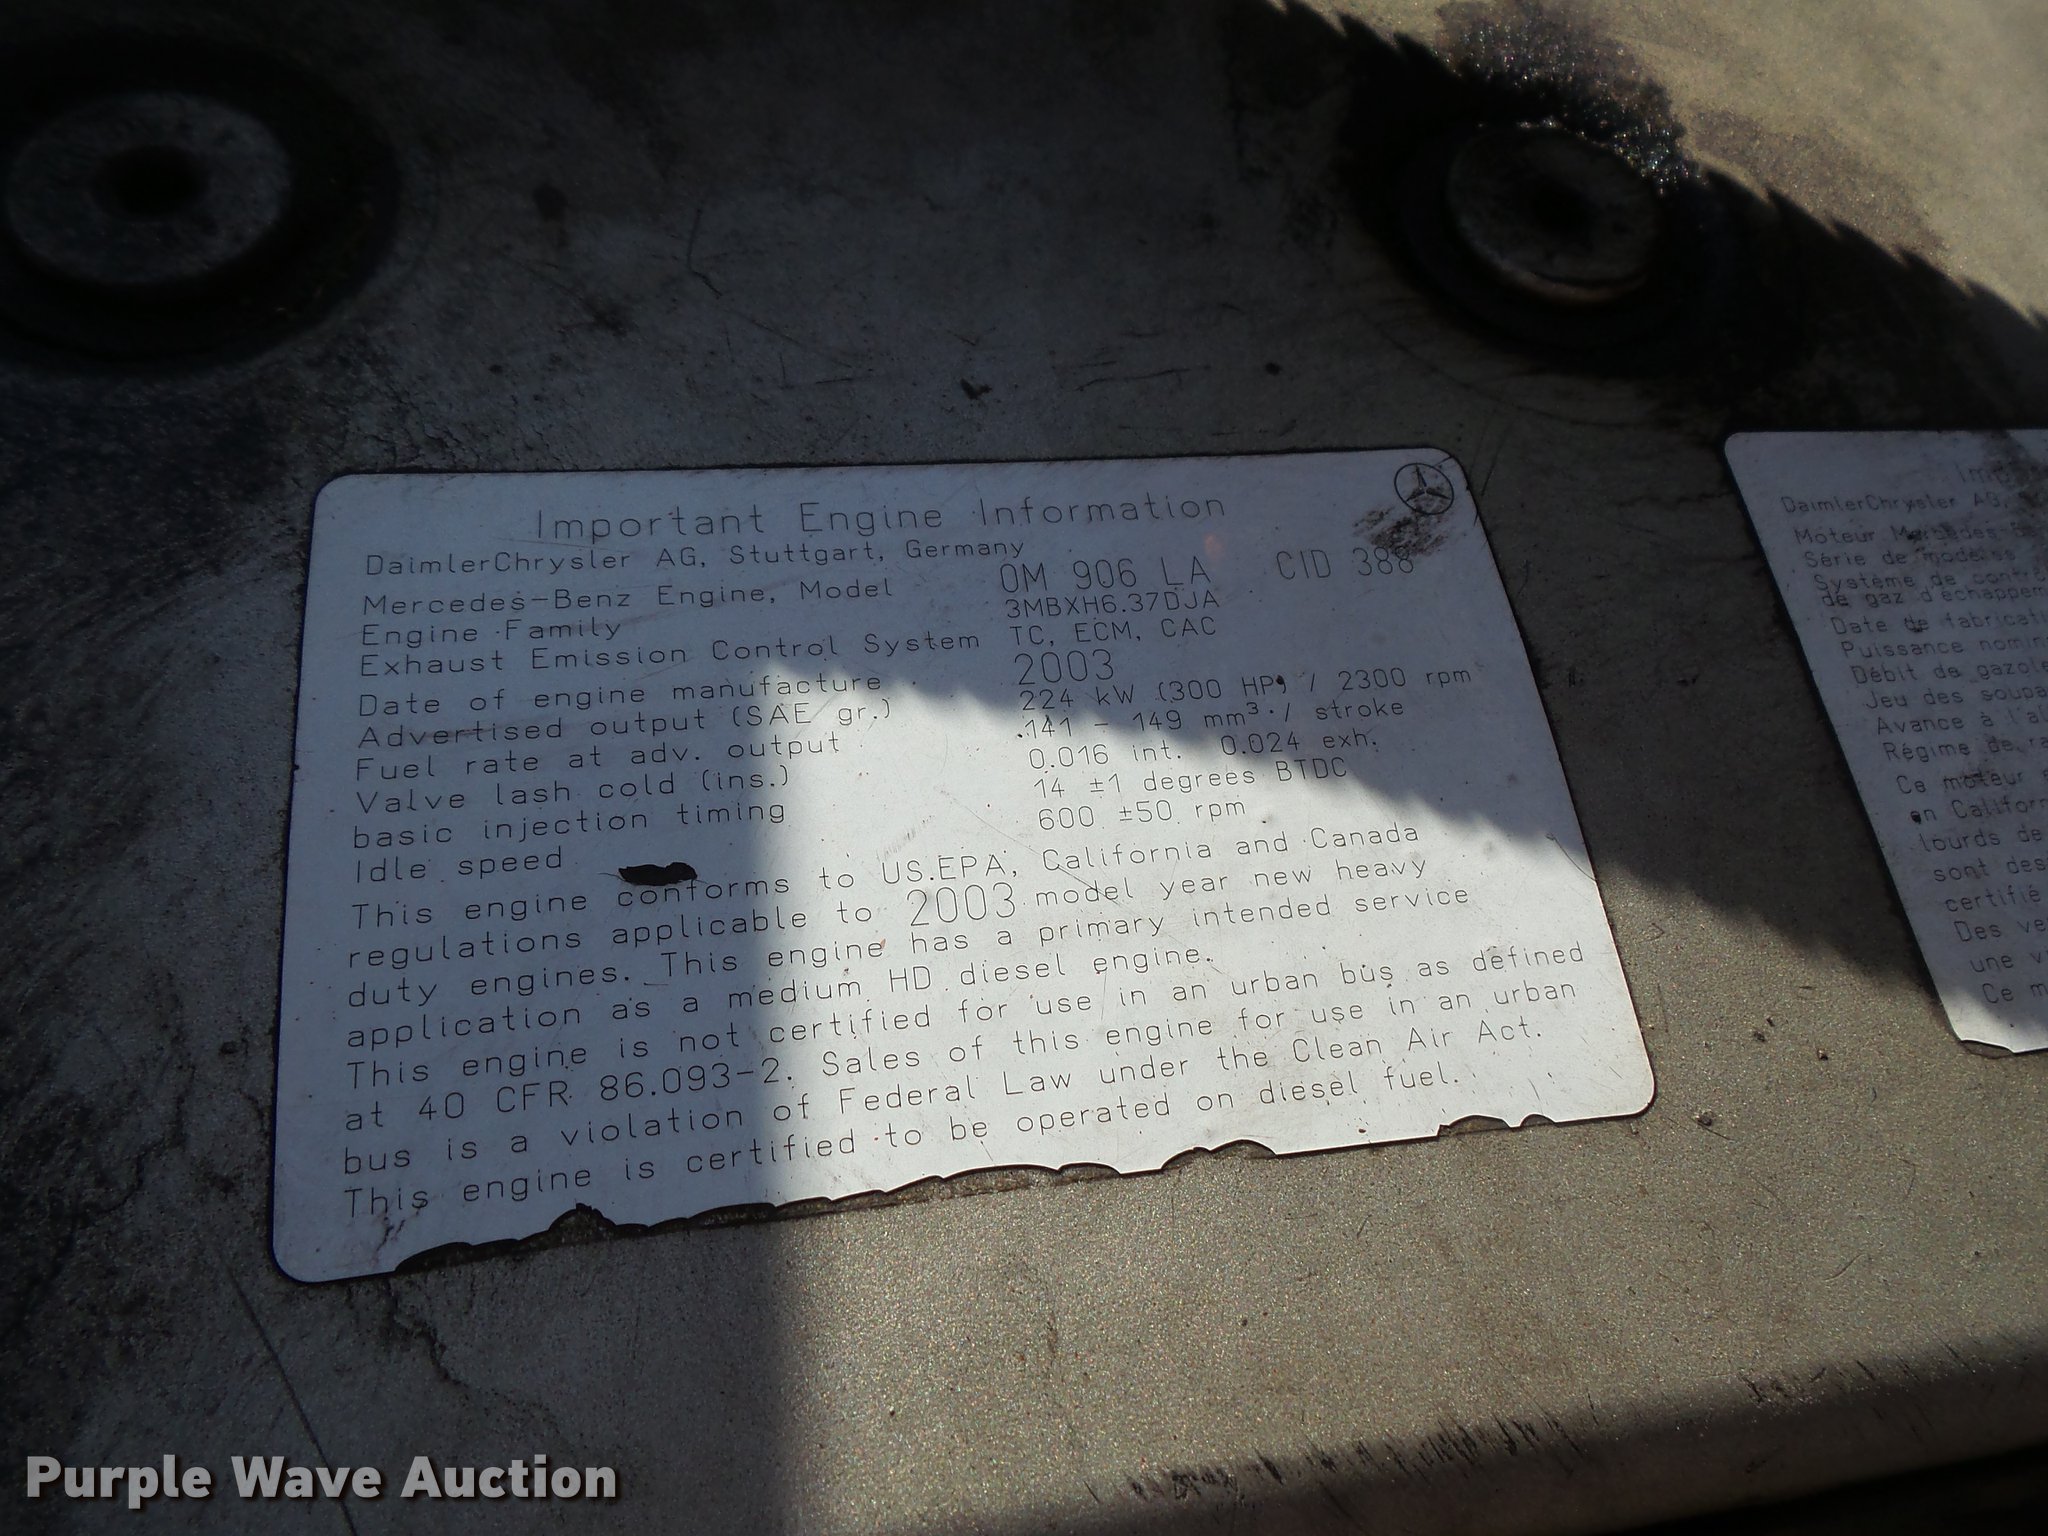 Important Engine Information
DaimlerChrysler AG, Stuttgart, Germany
Mercedes-Benz Engine, Model OM 906 LA CID 388
Engine Family 3MBXH6.37DJA
Exhaust Emission Control System TC, ECM, CAC
Date of engine manufacture 2003
Advertised output (SAE gr.) 224 kW (300 HP) / 2300 rpm
Fuel rate at adv. output 141 - 149 mm³ / stroke
Valve lash cold (ins.) 0.016 int. 0.024 exh.
basic injection timing 14 ±1 degrees BTDC
Idle speed 600 ±50 rpm
This engine conforms to US.EPA, California and Canada
regulations applicable to 2003 model year new heavy
duty engines. This engine has a primary intended service
application as a medium HD diesel engine.
This engine is not certified for use in an urban bus as defined
at 40 CFR 86.093-2. Sales of this engine for use in an urban
bus is a violation of Federal Law under the Clean Air Act.
This engine is certified to be operated on diesel fuel.
DaimlerChrysler AG,
Moteur Mercedes-
Série de modèles
Système de
de gaz
Date de
Puissance
Débit de gazole
Jeu des
Avance à
Régime de
Ce moteur
en
lourds de
sont
certifié
Des
une
Ce
Purple Wave Auction